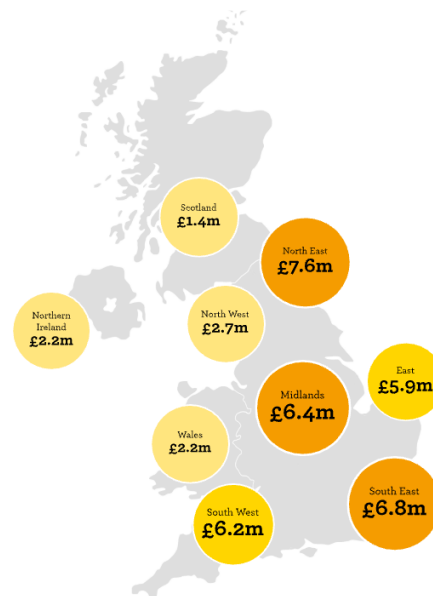 Scotland
£1.4m
North East
£7.6m
Northern
Ireland
£2.2m
North West
£2.7m
East
£5.9m
Midlands
£6.4m
Wales
£2.2m
South East
£6.8m
South West
£6.2m